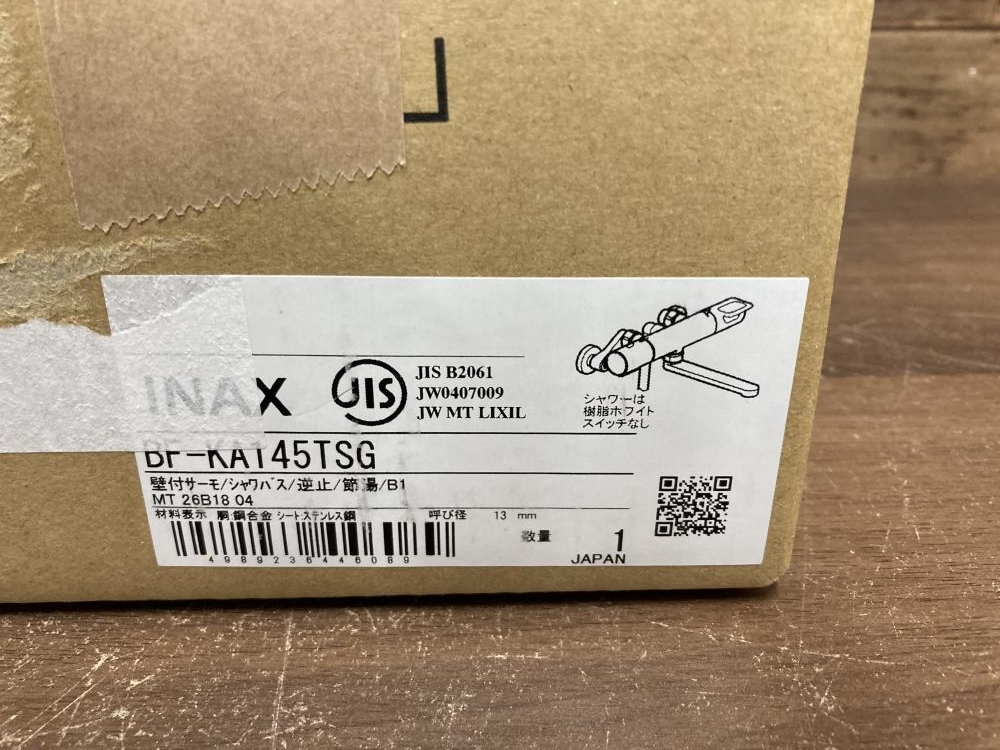 INAX
JIS
JIS B2061
JW0407009
JW MT LIXIL
シャワーは
樹脂ホワイト
スイッチなし
BF-KA145TSG
壁付サーモ/シャワバス/逆止/節湯/B1
MT 26B18 04
材料表示 胴:銅合金 シート:ステンレス鋼 呼び径 13 mm
数量 1
4989236446089
JAPAN